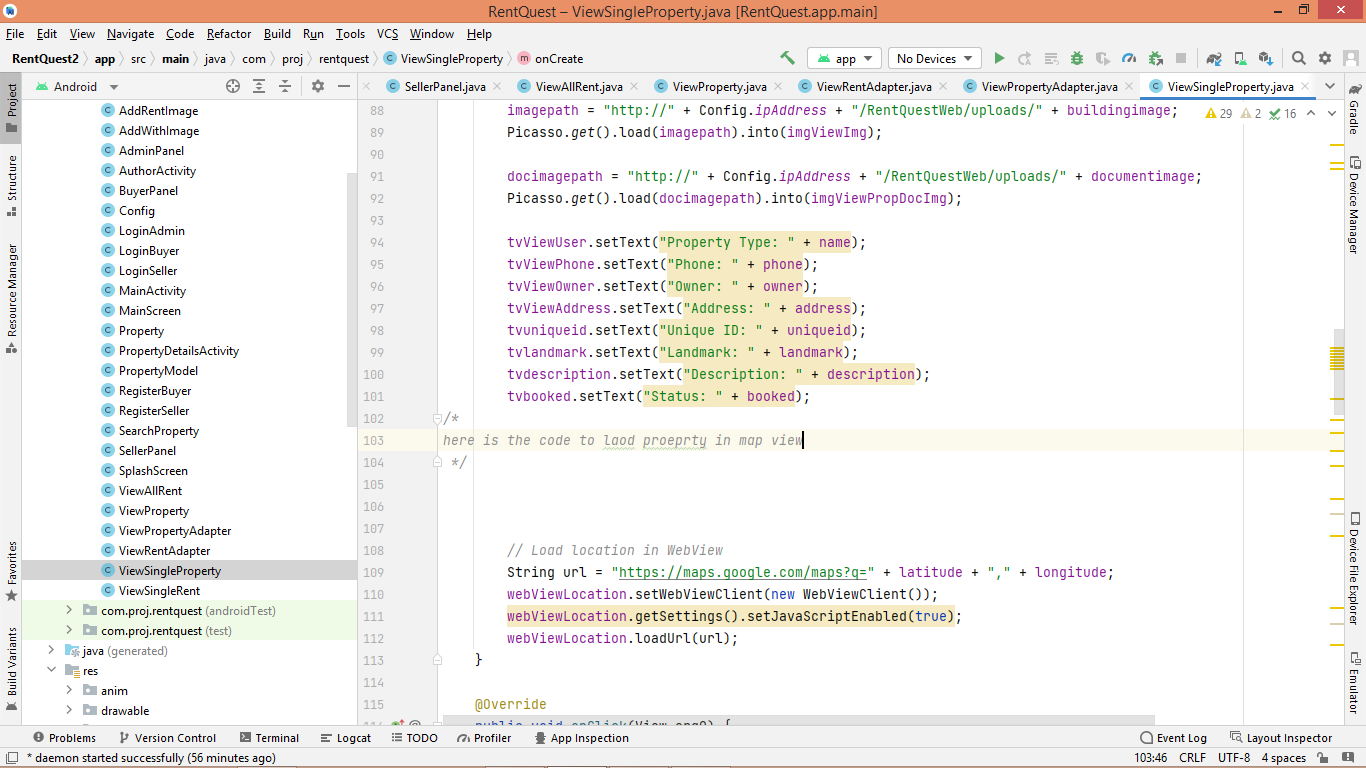 RentQuest – ViewSingleProperty.java [RentQuest.app.main]
File Edit View Navigate Code Refactor Build Run Tools VCS Window Help
RentQuest2 app src main java com proj rentquest ViewSingleProperty onCreate app No Devices
Android SellerPanel.java ViewAllRent.java ViewProperty.java ViewRentAdapter.java ViewPropertyAdapter.java ViewSingleProperty.java
29 2 16
Project
Structure
Resource Manager
Favorites
Build Variants
AddRentImage
AddWithImage
AdminPanel
AuthorActivity
BuyerPanel
Config
LoginAdmin
LoginBuyer
LoginSeller
MainActivity
MainScreen
Property
PropertyDetailsActivity
PropertyModel
RegisterBuyer
RegisterSeller
SearchProperty
SellerPanel
SplashScreen
ViewAllRent
ViewProperty
ViewPropertyAdapter
ViewRentAdapter
ViewSingleProperty
ViewSingleRent
com.proj.rentquest (androidTest)
com.proj.rentquest (test)
java (generated)
res
anim
drawable
88 imagepath = "http://" + Config.ipAddress + "/RentQuestWeb/uploads/" + buildingimage;
89 Picasso.get().load(imagepath).into(imgViewImg);
90
91 docimagepath = "http://" + Config.ipAddress + "/RentQuestWeb/uploads/" + documentimage;
92 Picasso.get().load(docimagepath).into(imgViewPropDocImg);
93
94 tvViewUser.setText("Property Type: " + name);
95 tvViewPhone.setText("Phone: " + phone);
96 tvViewOwner.setText("Owner: " + owner);
97 tvViewAddress.setText("Address: " + address);
98 tvuniqueid.setText("Unique ID: " + uniqueid);
99 tvlandmark.setText("Landmark: " + landmark);
100 tvdescription.setText("Description: " + description);
101 tvbooked.setText("Status: " + booked);
102 /*
103 here is the code to laod proeprty in map view
104 */
105
106
107
108 // Load location in WebView
109 String url = "https://maps.google.com/maps?q=" + latitude + "," + longitude;
110 webViewLocation.setWebViewClient(new WebViewClient());
111 webViewLocation.getSettings().setJavaScriptEnabled(true);
112 webViewLocation.loadUrl(url);
113 }
114
115 @Override
Gradle
Device Manager
Device File Explorer
Emulator
Problems Version Control Terminal Logcat TODO Profiler App Inspection Event Log Layout Inspector
* daemon started successfully (56 minutes ago) 103:46 CRLF UTF-8 4 spaces